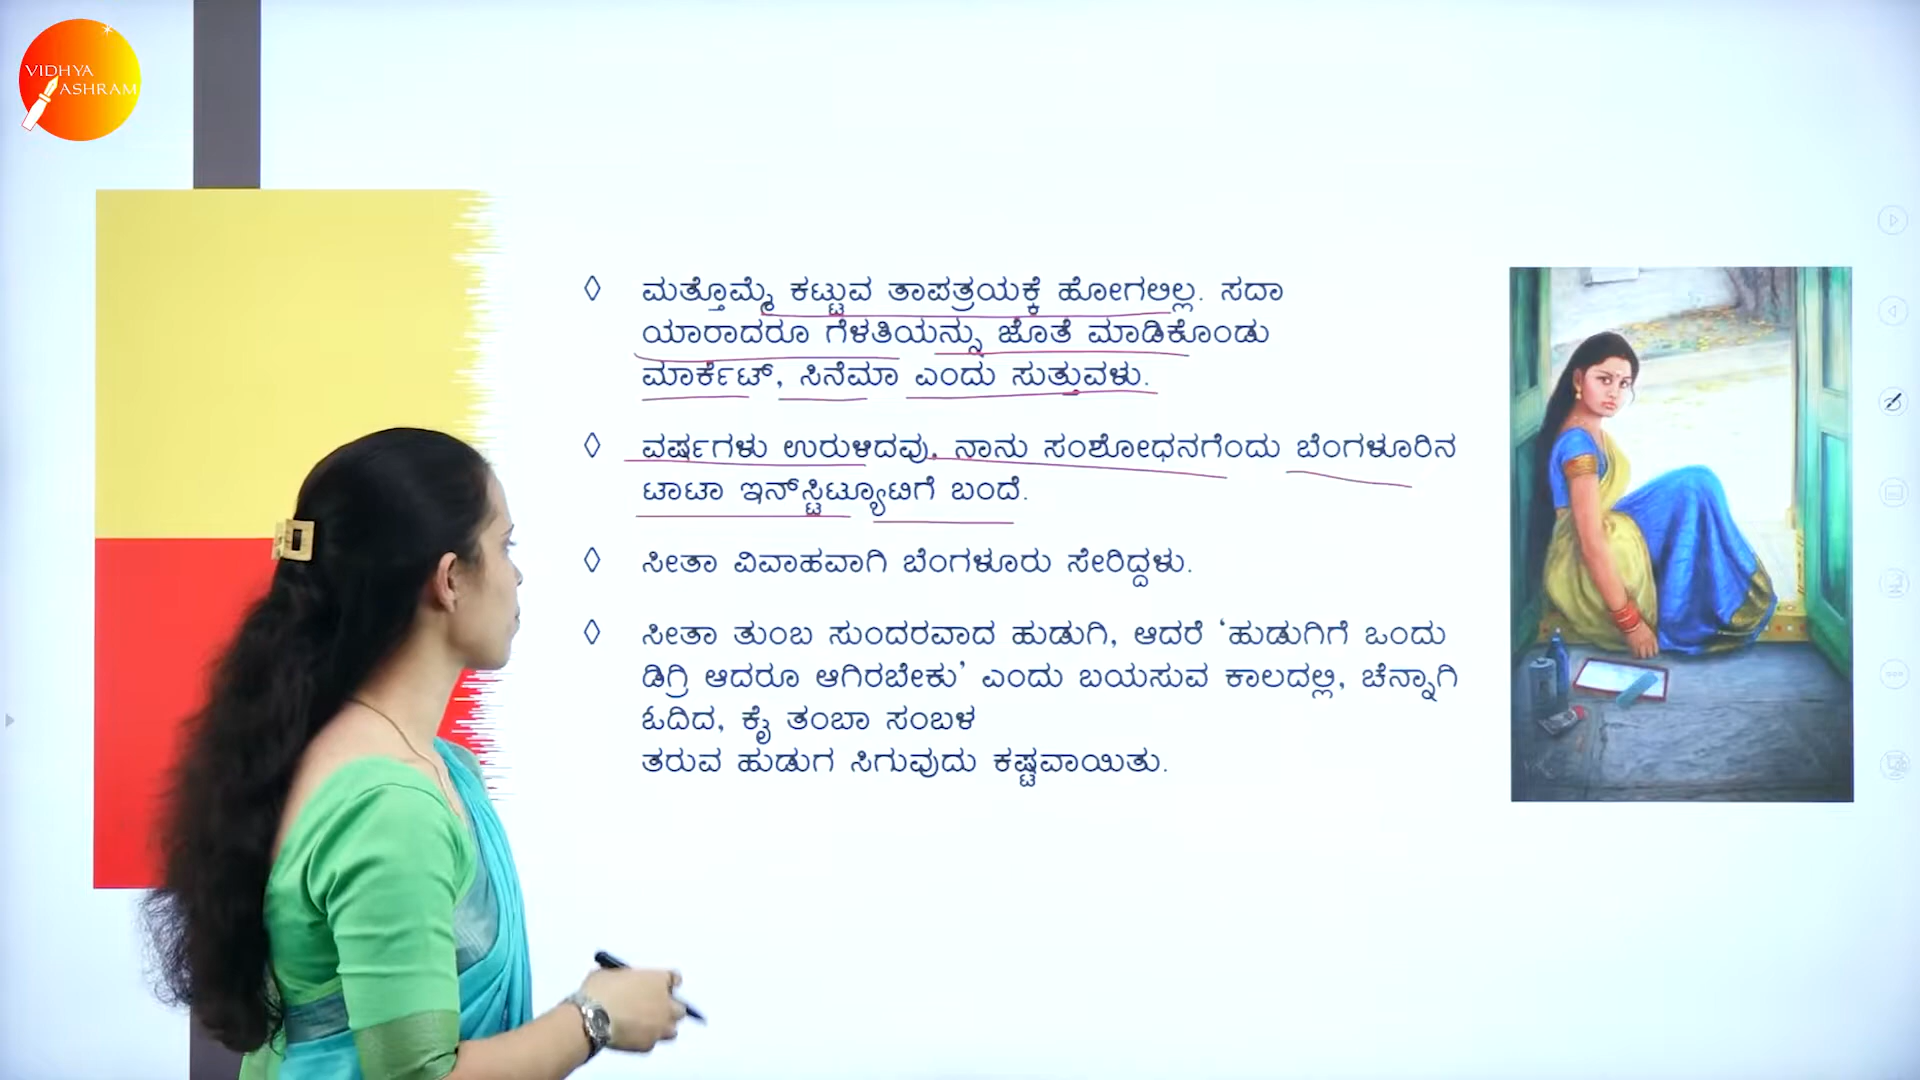 VIDHYA
ASHRAM
ಮತ್ತೊಮ್ಮೆ ಕಟ್ಟುವ ತಾಪತ್ರಯಕ್ಕೆ ಹೋಗಲಿಲ್ಲ. ಸದಾ
ಯಾರಾದರೂ ಗೆಳತಿಯನ್ನು ಜೊತೆ ಮಾಡಿಕೊಂಡು
ಮಾರ್ಕೆಟ್, ಸಿನೆಮಾ ಎಂದು ಸುತ್ತುವಳು.
ವರ್ಷಗಳು ಉರುಳಿದವು. ನಾನು ಸಂಶೋಧನಗೆಂದು ಬೆಂಗಳೂರಿನ
ಟಾಟಾ ಇನ್‌ಸ್ಟಿಟ್ಯೂಟಿಗೆ ಬಂದೆ.
ಸೀತಾ ವಿವಾಹವಾಗಿ ಬೆಂಗಳೂರು ಸೇರಿದ್ದಳು.
ಸೀತಾ ತುಂಬ ಸುಂದರವಾದ ಹುಡುಗಿ, ಆದರೆ ‘ಹುಡುಗಿಗೆ ಒಂದು
ಡಿಗ್ರಿ ಆದರೂ ಆಗಿರಬೇಕು’ ಎಂದು ಬಯಸುವ ಕಾಲದಲ್ಲಿ, ಚೆನ್ನಾಗಿ
ಓದಿದ, ಕೈ ತಂಬಾ ಸಂಬಳ
ತರುವ ಹುಡುಗ ಸಿಗುವುದು ಕಷ್ಟವಾಯಿತು.